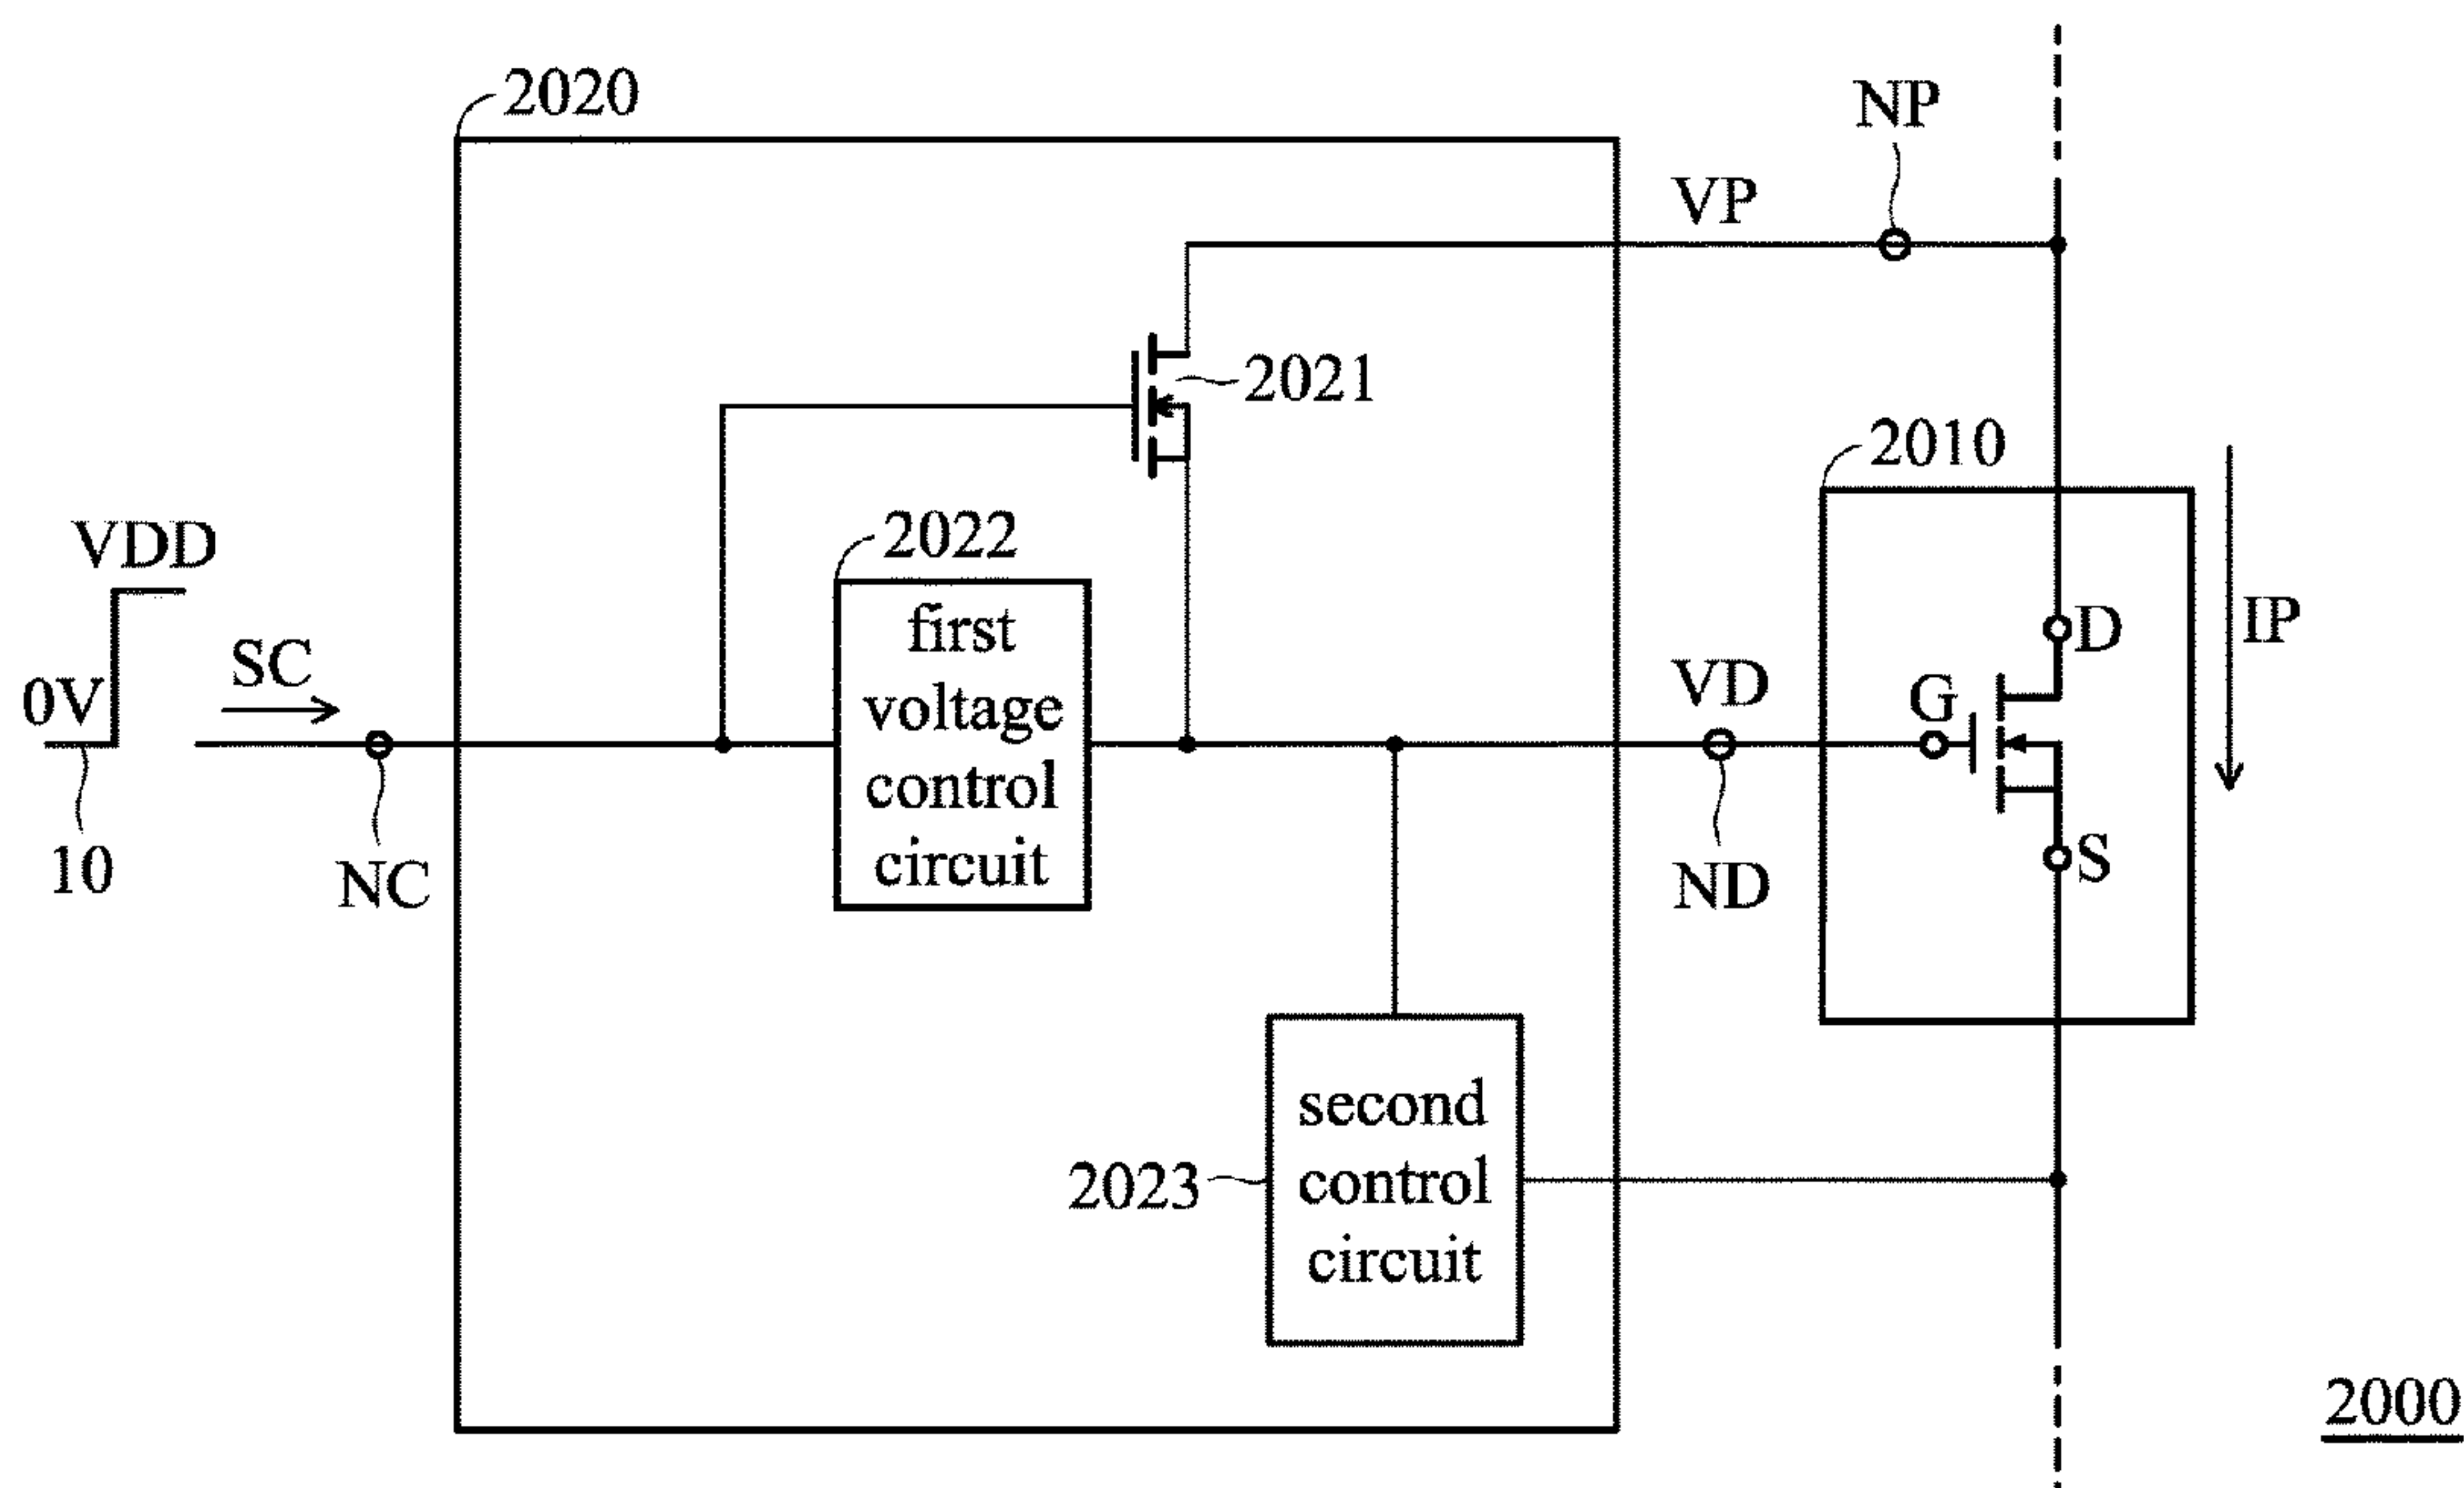 2020
NP
VP
2021
2010
VDD
2022
first
voltage
control
circuit
SC
0V
10
NC
VD
ND
G
D
S
IP
second
control
circuit
2023
2000